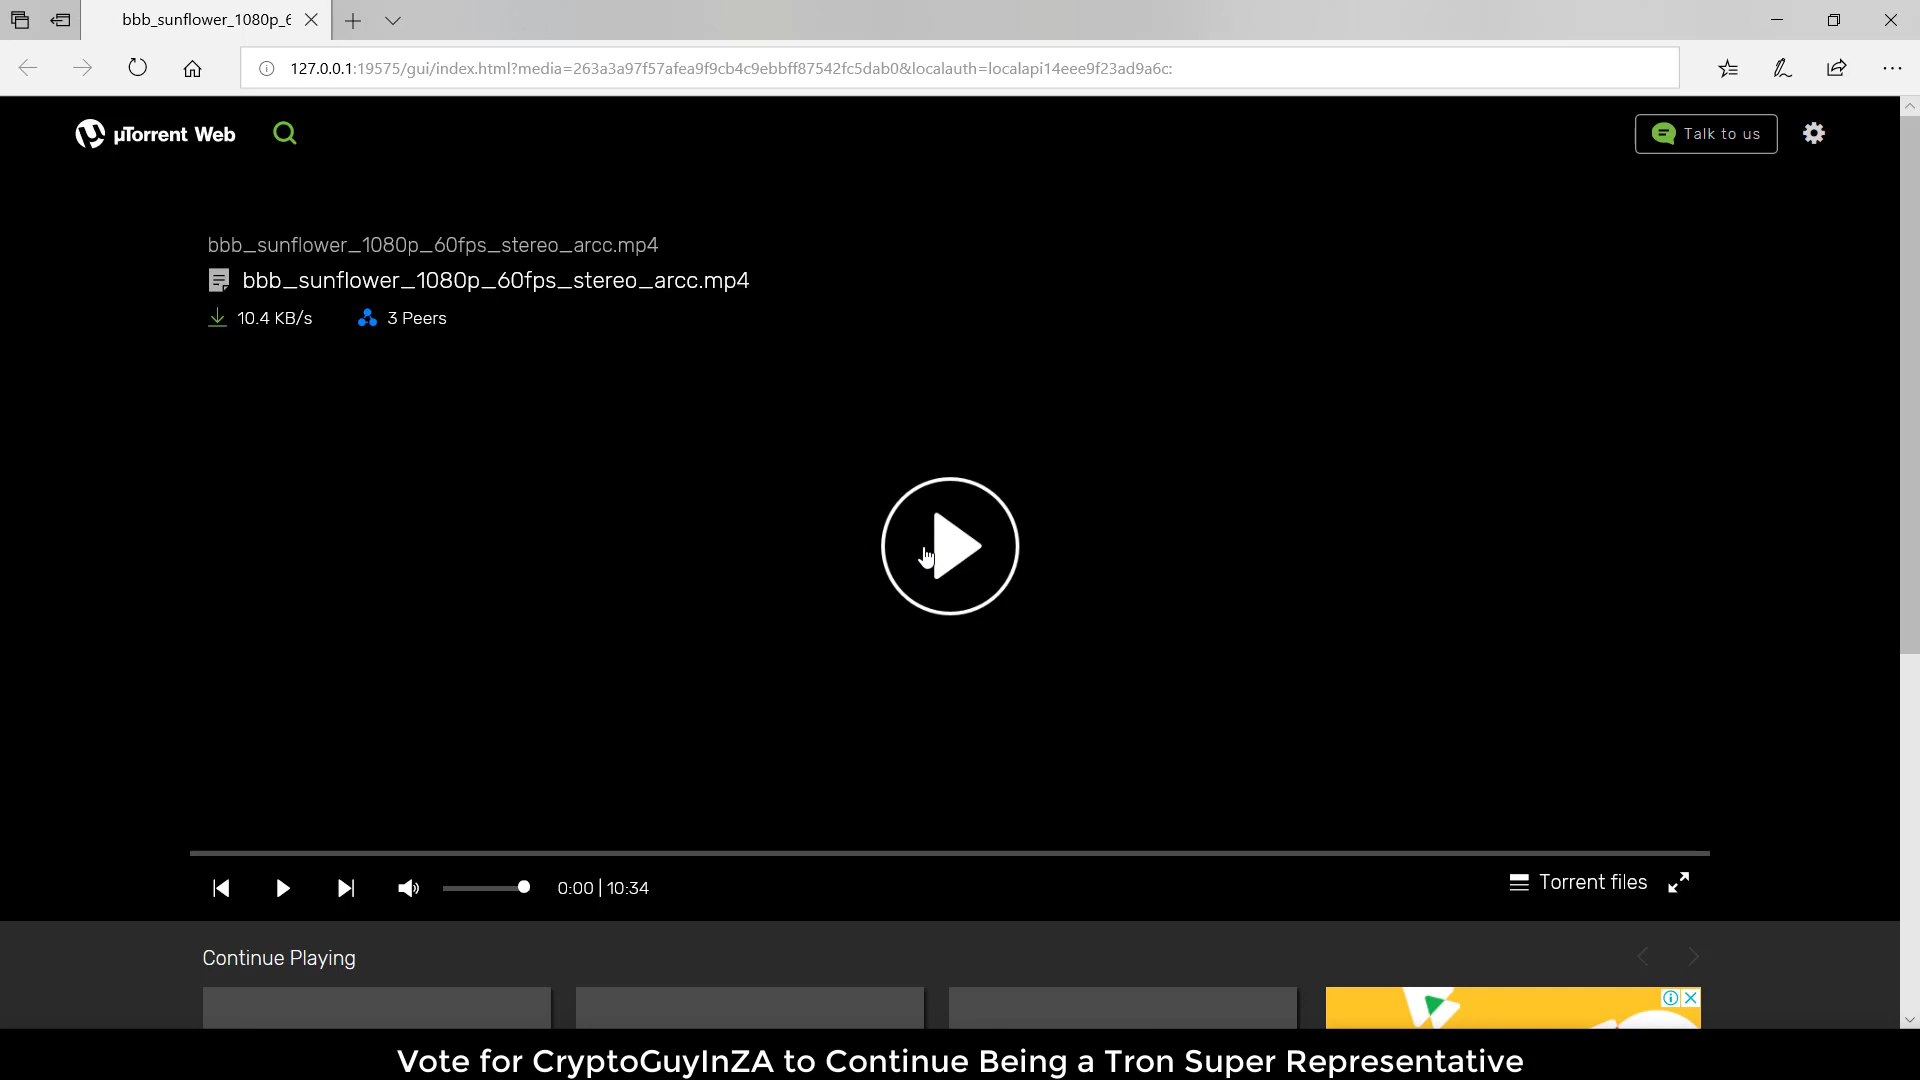 bbb_sunflower_1080p_6
127.0.0.1:19575/gui/index.html?media=263a3a97f57afea9f9cb4c9ebbff87542fc5dab0&localauth=localapi14eee9f23ad9a6c:
µTorrent Web
Talk to us
bbb_sunflower_1080p_60fps_stereo_arcc.mp4
bbb_sunflower_1080p_60fps_stereo_arcc.mp4
10.4 KB/s 3 Peers
0:00 | 10:34 Torrent files
Continue Playing
Vote for CryptoGuyInZA to Continue Being a Tron Super Representative